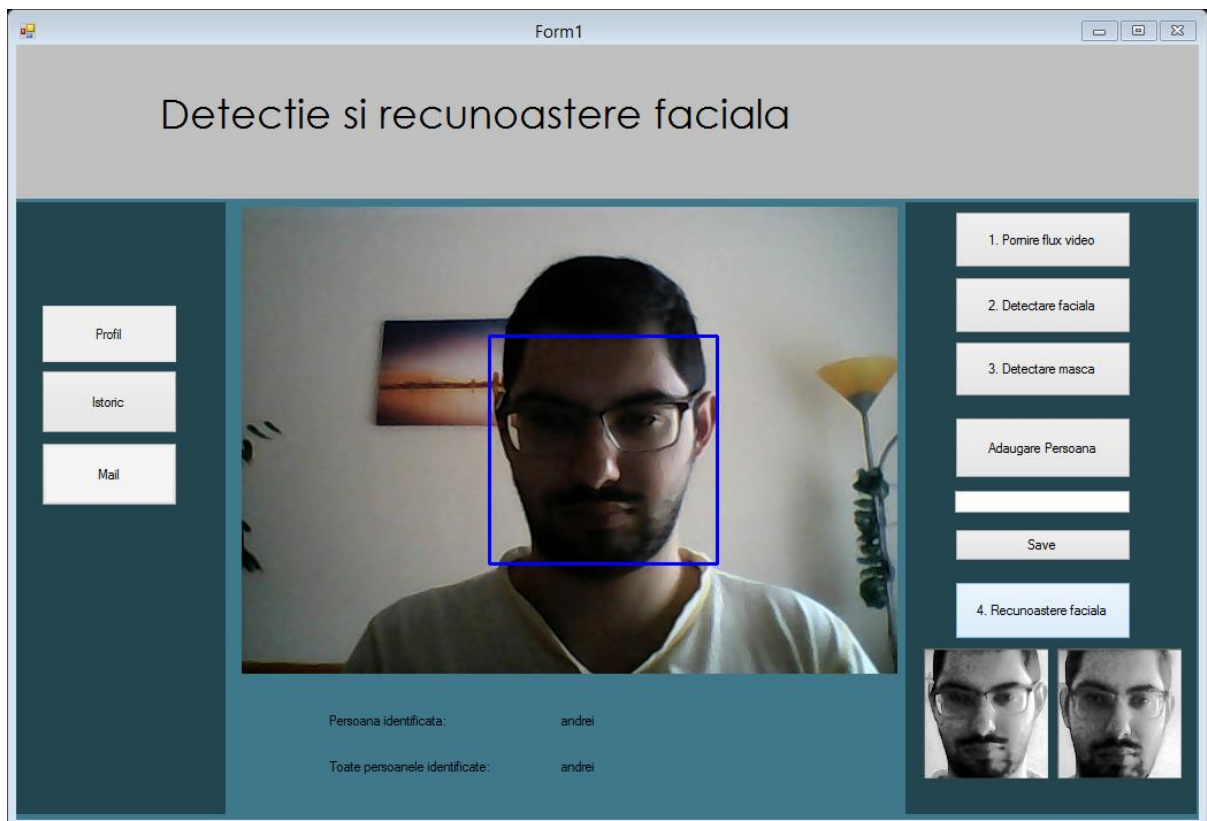 Form1
Detectie si recunoastere faciala
Profil
Istoric
Mail
1. Pornire flux video
2. Detectare faciala
3. Detectare masca
Adaugare Persoana
Save
4. Recunoastere faciala
Persoana identificata: andrei
Toate persoanele identificate: andrei